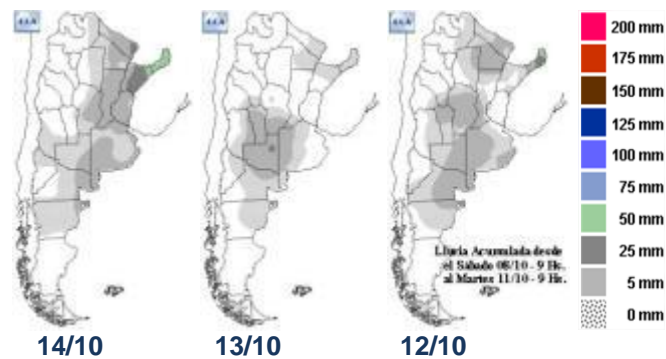 200 mm
175 mm
150 mm
125 mm
100 mm
75 mm
50 mm
25 mm
5 mm
0 mm
Lluvia Acumulada desde
el Sábado 08/10 - 9 Hs.
al Martes 11/10 - 9 Hs.
14/10
13/10
12/10